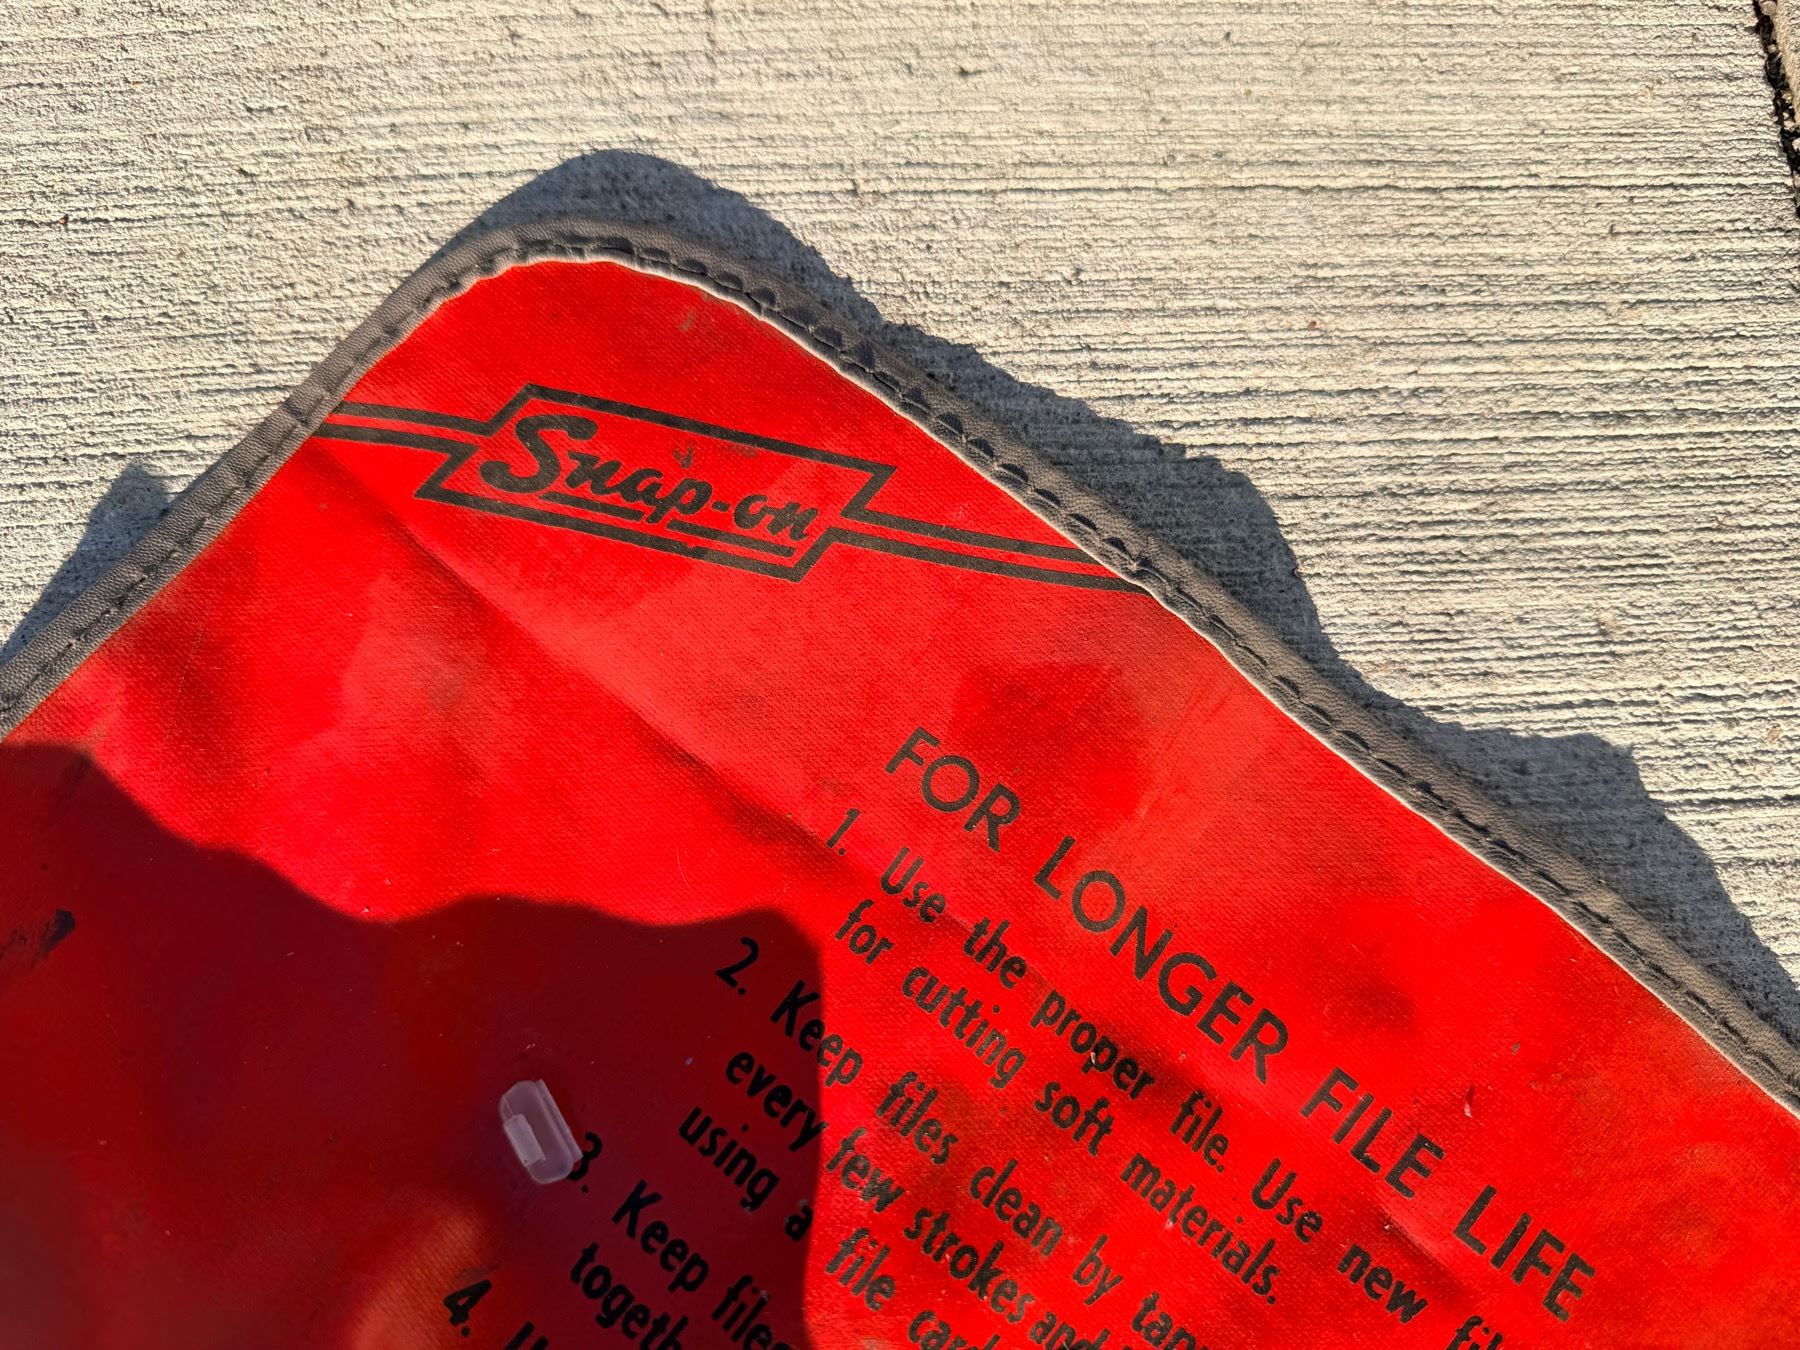 Snap-on
FOR LONGER FILE LIFE
1. Use the proper file. Use new
for cutting soft materials.
2. Keep files clean by
every few strokes and
using a file
3. Keep
4.